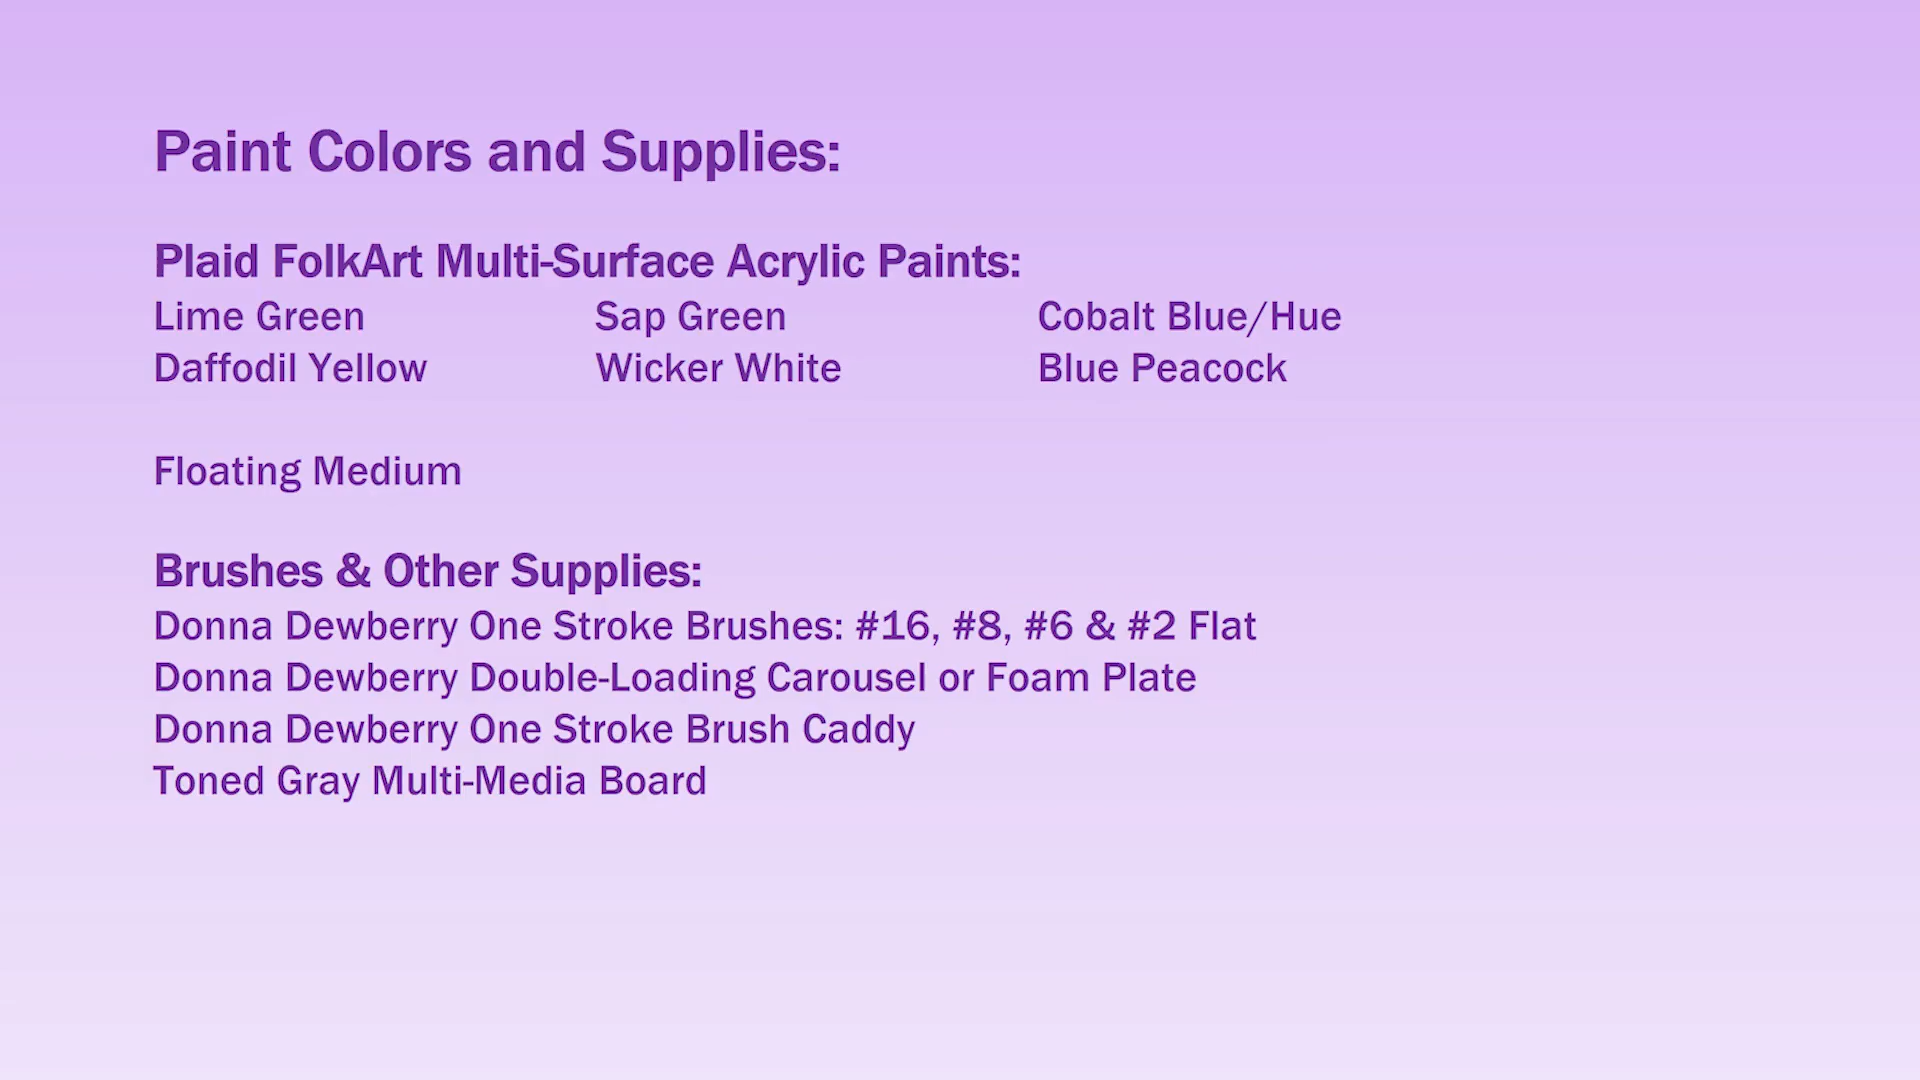 Paint Colors and Supplies:
Plaid FolkArt Multi-Surface Acrylic Paints:
Lime Green Sap Green Cobalt Blue/Hue
Daffodil Yellow Wicker White Blue Peacock
Floating Medium
Brushes & Other Supplies:
Donna Dewberry One Stroke Brushes: #16, #8, #6 & #2 Flat
Donna Dewberry Double-Loading Carousel or Foam Plate
Donna Dewberry One Stroke Brush Caddy
Toned Gray Multi-Media Board